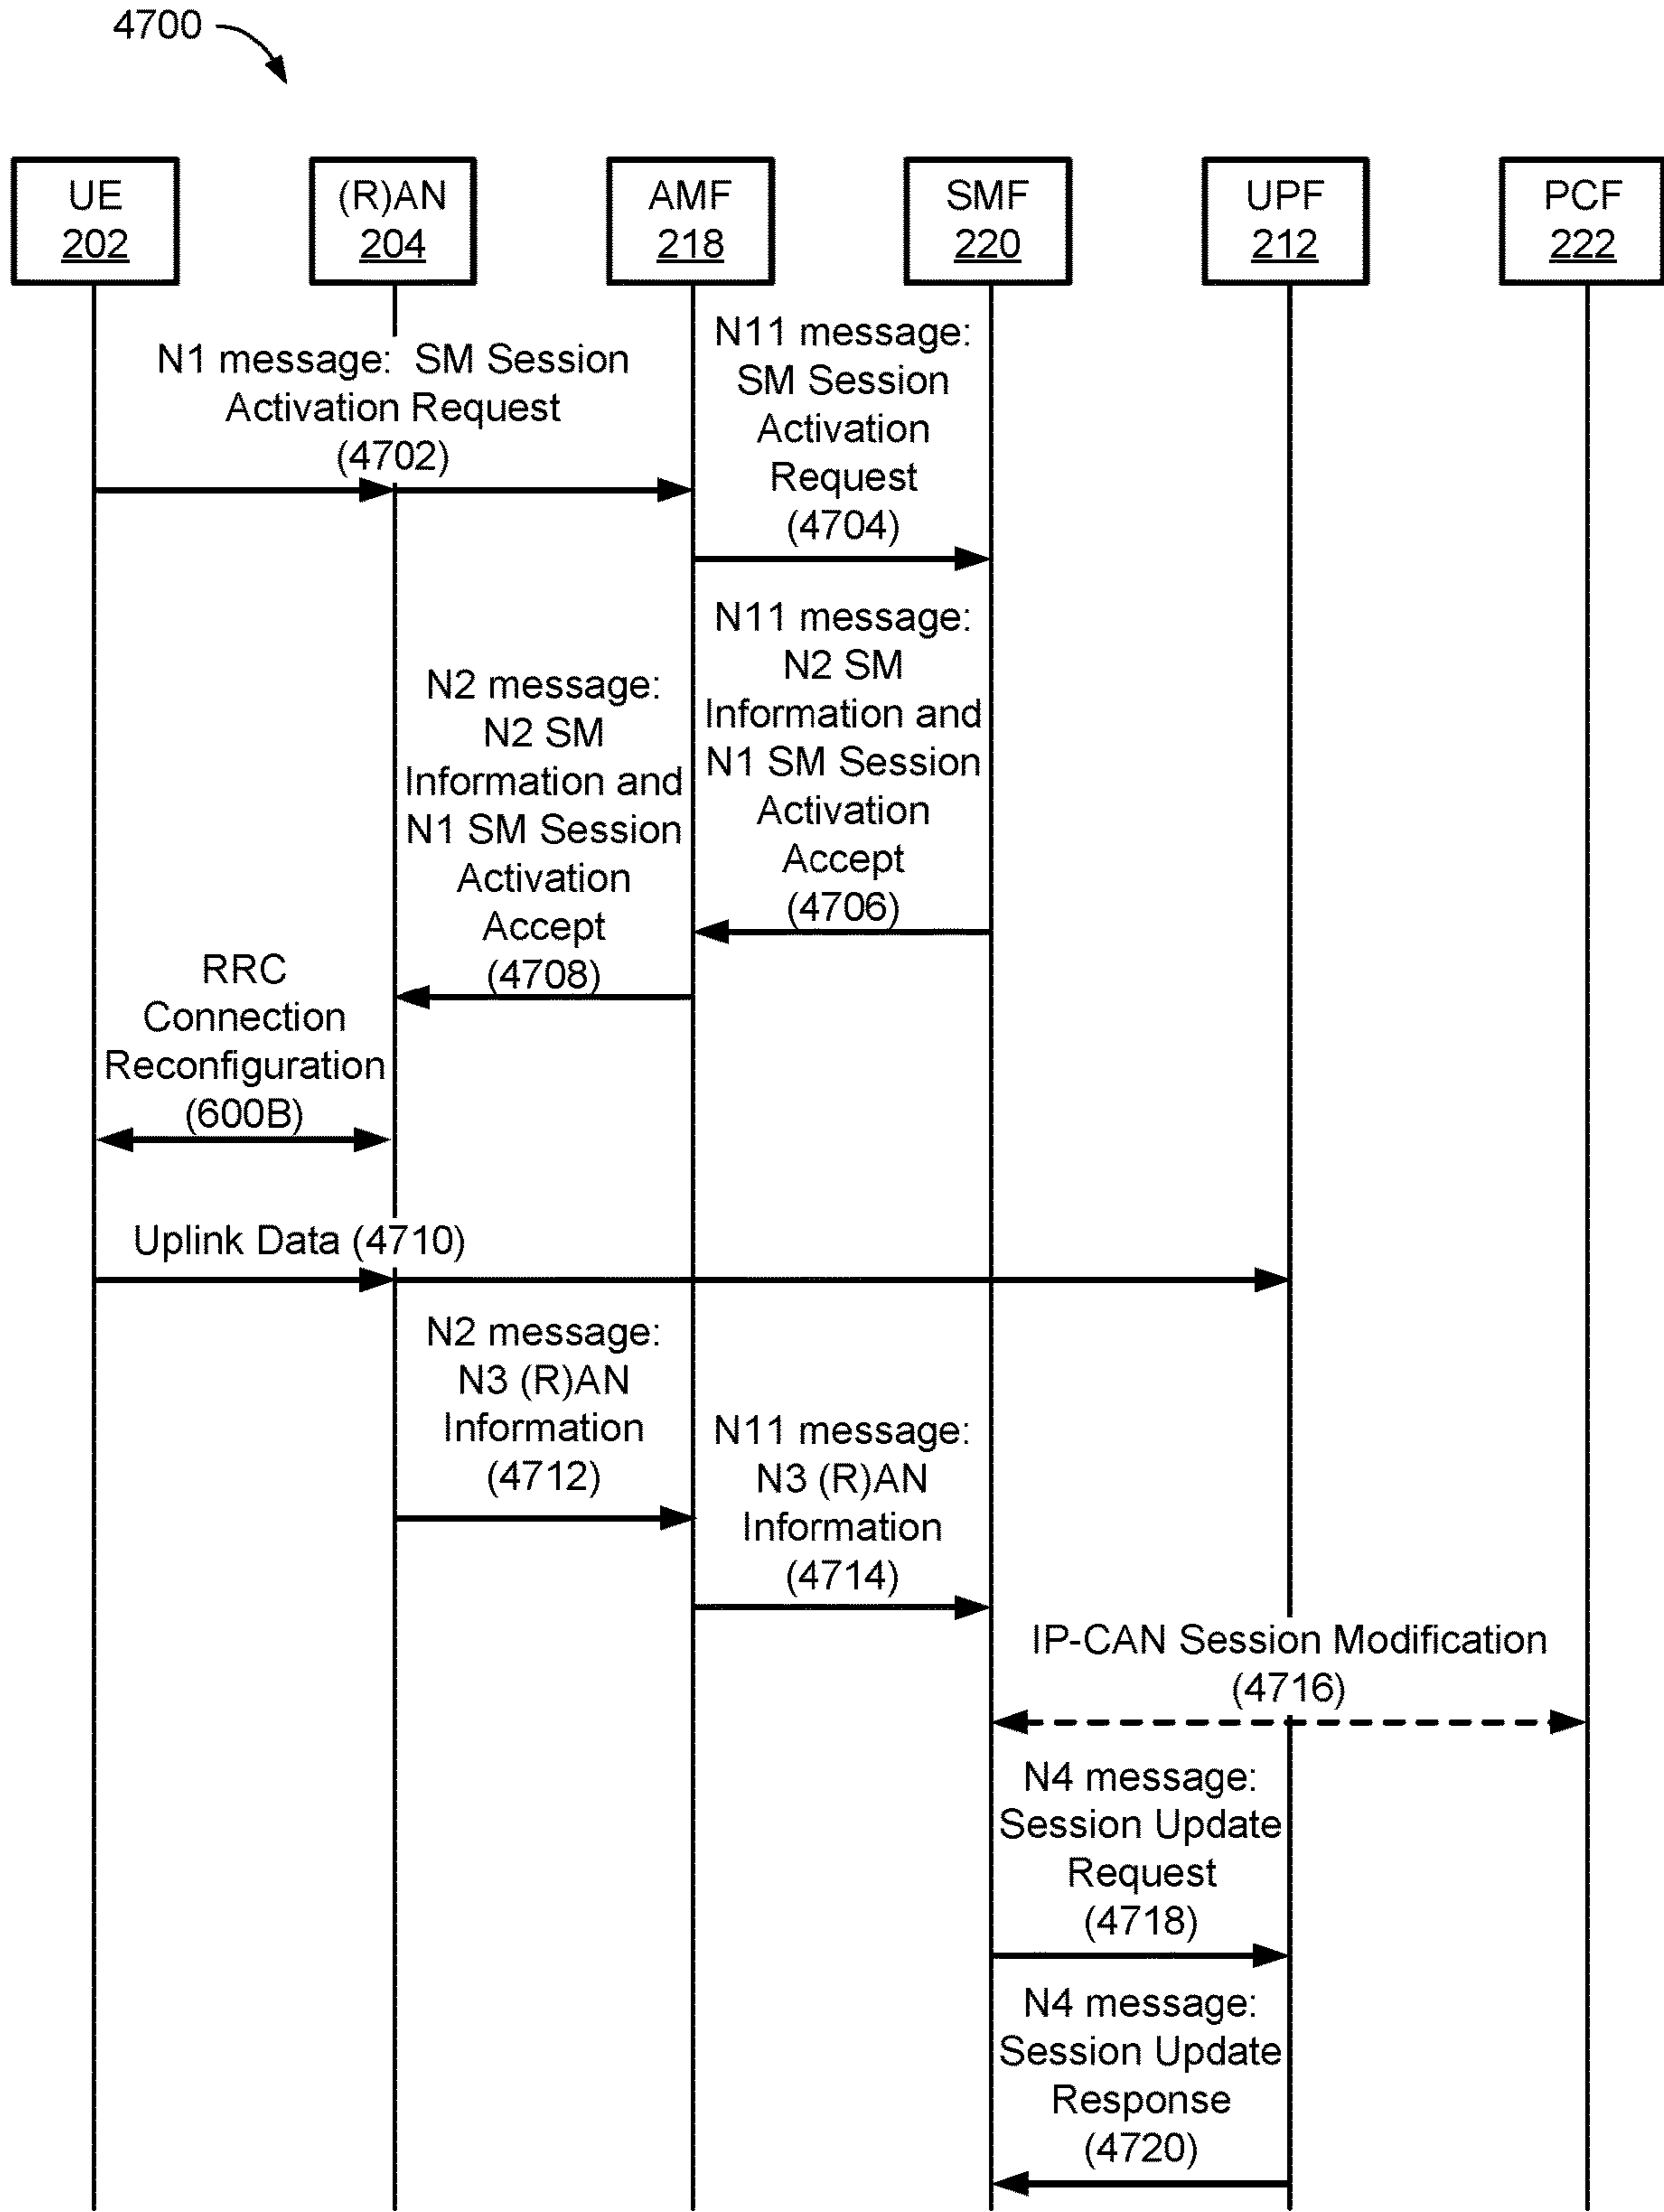 4700
UE
202
(R)AN
204
AMF
218
SMF
220
UPF
212
PCF
222
N1 message: SM Session
Activation Request
(4702)
N11 message:
SM Session
Activation
Request
(4704)
N11 message:
N2 SM
Information and
N1 SM Session
Activation
Accept
(4706)
N2 message:
N2 SM
Information and
N1 SM Session
Activation
Accept
(4708)
RRC
Connection
Reconfiguration
(600B)
Uplink Data (4710)
N2 message:
N3 (R)AN
Information
(4712)
N11 message:
N3 (R)AN
Information
(4714)
IP-CAN Session Modification
(4716)
N4 message:
Session Update
Request
(4718)
N4 message:
Session Update
Response
(4720)